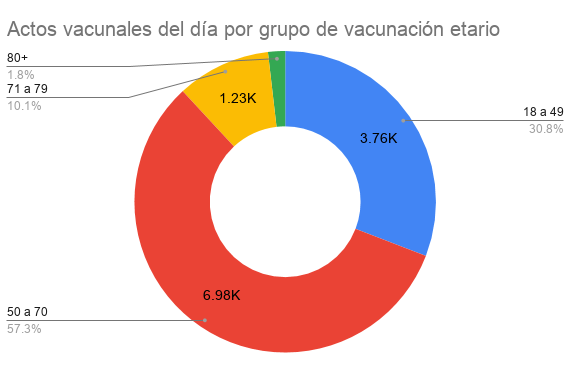 Actos vacunales del día por grupo de vacunación etario
80+
1.8%
71 a 79
10.1%
1.23K
18 a 49
30.8%
3.76K
6.98K
50 a 70
57.3%